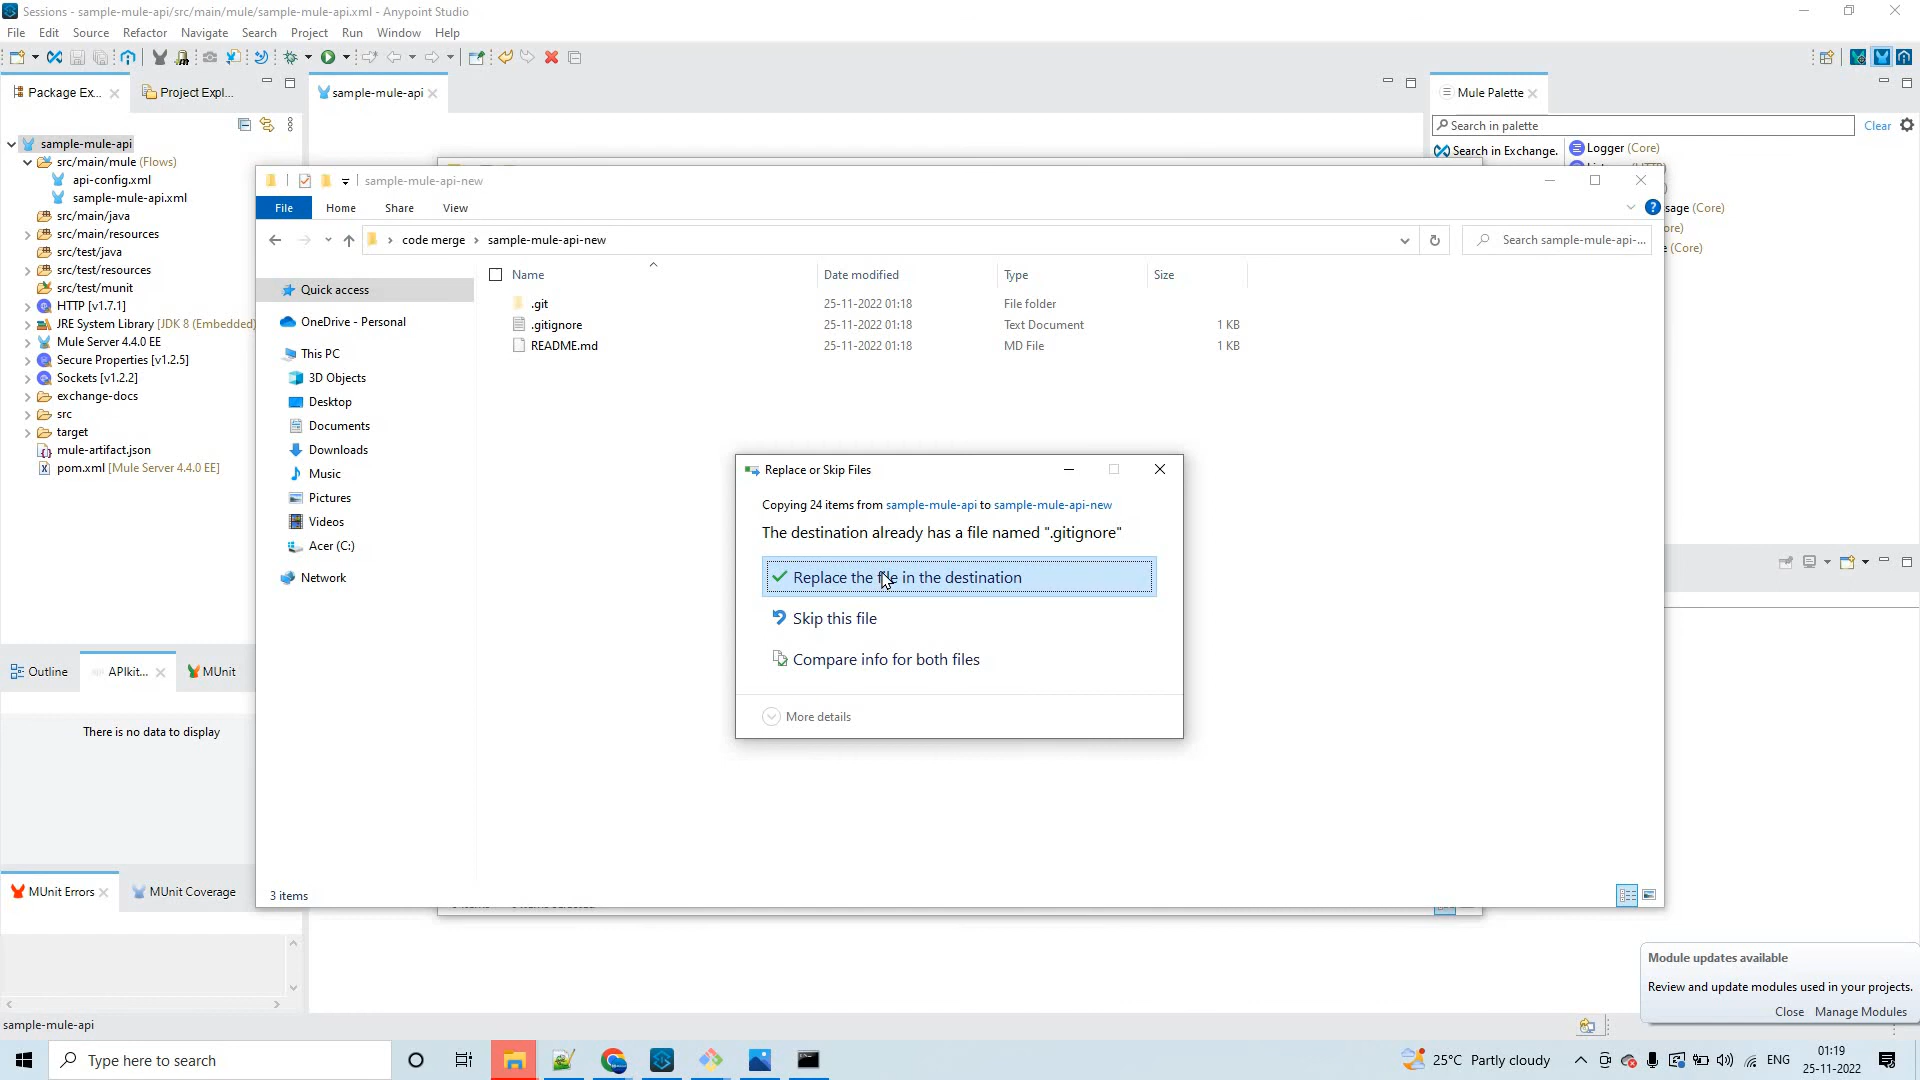 Sessions - sample-mule-api/src/main/mule/sample-mule-api.xml - Anypoint Studio
File Edit Source Refactor Navigate Search Project Run Window Help
Package Ex...
Project Expl...
sample-mule-api
Mule Palette
Search in palette
Clear
Search in Exchange.
Logger (Core)
sage (Core)
ore)
e (Core)
sample-mule-api
src/main/mule (Flows)
api-config.xml
sample-mule-api.xml
src/main/java
src/main/resources
src/test/java
src/test/resources
src/test/munit
HTTP [v1.7.1]
JRE System Library [JDK 8 (Embedded)
Mule Server 4.4.0 EE
Secure Properties [v1.2.5]
Sockets [v1.2.2]
exchange-docs
src
target
mule-artifact.json
pom.xml [Mule Server 4.4.0 EE]
sample-mule-api-new
File Home Share View
code merge > sample-mule-api-new
Search sample-mule-api-...
Name Date modified Type Size
Quick access
OneDrive - Personal
This PC
3D Objects
Desktop
Documents
Downloads
Music
Pictures
Videos
Acer (C:)
Network
.git 25-11-2022 01:18 File folder
.gitignore 25-11-2022 01:18 Text Document 1 KB
README.md 25-11-2022 01:18 MD File 1 KB
3 items
Replace or Skip Files
Copying 24 items from sample-mule-api to sample-mule-api-new
The destination already has a file named ".gitignore"
Replace the file in the destination
Skip this file
Compare info for both files
More details
Outline
APIkit...
MUnit
There is no data to display
MUnit Errors
MUnit Coverage
Module updates available
Review and update modules used in your projects.
Close Manage Modules
sample-mule-api
Type here to search
25°C Partly cloudy
ENG
01:19
25-11-2022